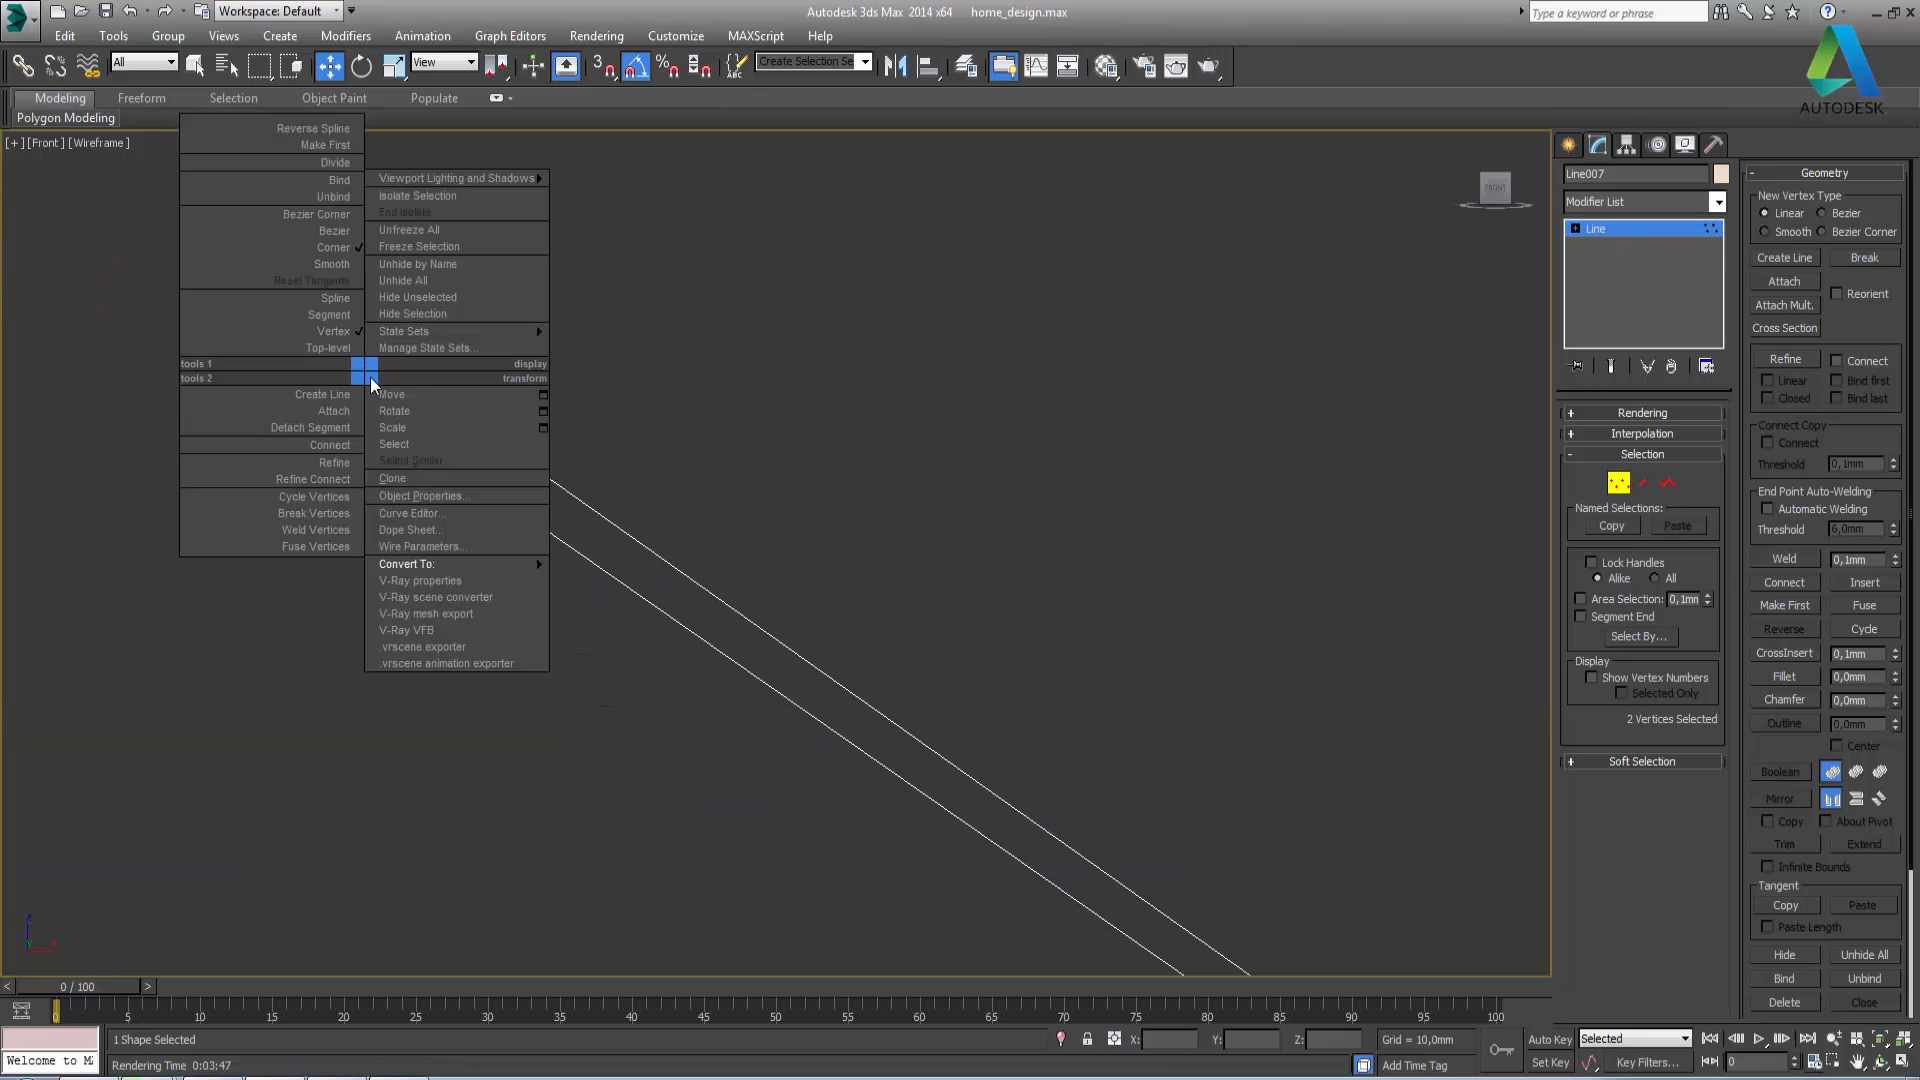 Workspace: Default
Autodesk 3ds Max 2014 x64 home_design.max
Type a keyword or phrase
Edit Tools Group Views Create Modifiers Animation Graph Editors Rendering Customize MAXScript Help
AUTODESK
All
View
Create Selection Se
3
Modeling Freeform Selection Object Paint Populate
Polygon Modeling
[+] [Front] [Wireframe]
FRONT
Reverse Spline
Make First
Divide
Bind
Unbind
Bezier Corner
Bezier
Corner
Smooth
Reset Tangents
Spline
Segment
Vertex
Top-level
tools 1
tools 2
Create Line
Attach
Detach Segment
Connect
Refine
Refine Connect
Cycle Vertices
Break Vertices
Weld Vertices
Fuse Vertices
Viewport Lighting and Shadows
Isolate Selection
End Isolate
Unfreeze All
Freeze Selection
Unhide by Name
Unhide All
Hide Unselected
Hide Selection
State Sets
Manage State Sets...
display
transform
Move
Rotate
Scale
Select
Select Similar
Clone
Object Properties...
Curve Editor...
Dope Sheet...
Wire Parameters...
Convert To:
V-Ray properties
V-Ray scene converter
V-Ray mesh export
V-Ray VFB
.vrscene exporter
.vrscene animation exporter
Line007
Modifier List
Line
+ Rendering
+ Interpolation
- Selection
Named Selections:
Copy Paste
Lock Handles
Alike All
Area Selection: 0,1mm
Segment End
Select By...
Display
Show Vertex Numbers
Selected Only
2 Vertices Selected
+ Soft Selection
- Geometry
New Vertex Type
Linear Bezier
Smooth Bezier Corner
Create Line Break
Attach
Reorient
Attach Mult.
Cross Section
Refine Connect
Linear Bind first
Closed Bind last
Connect Copy
Connect
Threshold 0,1mm
End Point Auto-Welding
Automatic Welding
Threshold 6,0mm
Weld 0,1mm
Connect Insert
Make First Fuse
Reverse Cycle
CrossInsert 0,1mm
Fillet 0,0mm
Chamfer 0,0mm
Outline 0,0mm
Center
Boolean
Mirror
Copy About Pivot
Trim Extend
Infinite Bounds
Tangent
Copy Paste
Paste Length
Hide Unhide All
Bind Unbind
Delete Close
z
Y x
< 0 / 100 >
0 5 10 15 20 25 30 35 40 45 50 55 60 65 70 75 80 85 90 95 100
1 Shape Selected
X: Y: Z: Grid = 10,0mm
Auto Key Selected
Welcome to M
Rendering Time 0:03:47
Add Time Tag
Set Key Key Filters... 0